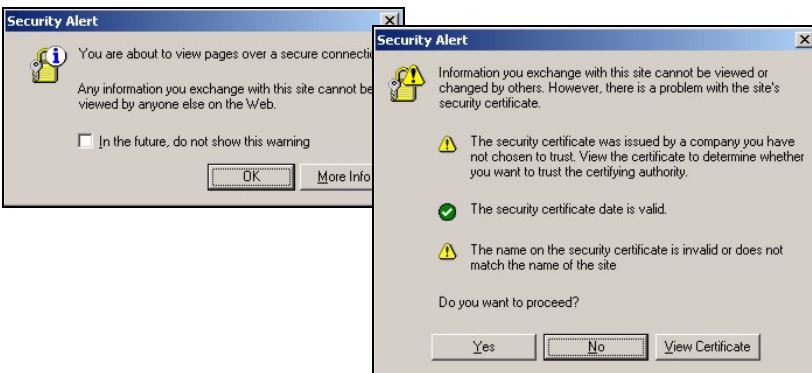 Security Alert
You are about to view pages over a secure connectio
Any information you exchange with this site cannot be
viewed by anyone else on the Web.
In the future, do not show this warning
OK
More Info
Security Alert
Information you exchange with this site cannot be viewed or
changed by others. However, there is a problem with the site's
security certificate.
The security certificate was issued by a company you have
not chosen to trust. View the certificate to determine whether
you want to trust the certifying authority.
The security certificate date is valid.
The name on the security certificate is invalid or does not
match the name of the site
Do you want to proceed?
Yes
No
View Certificate